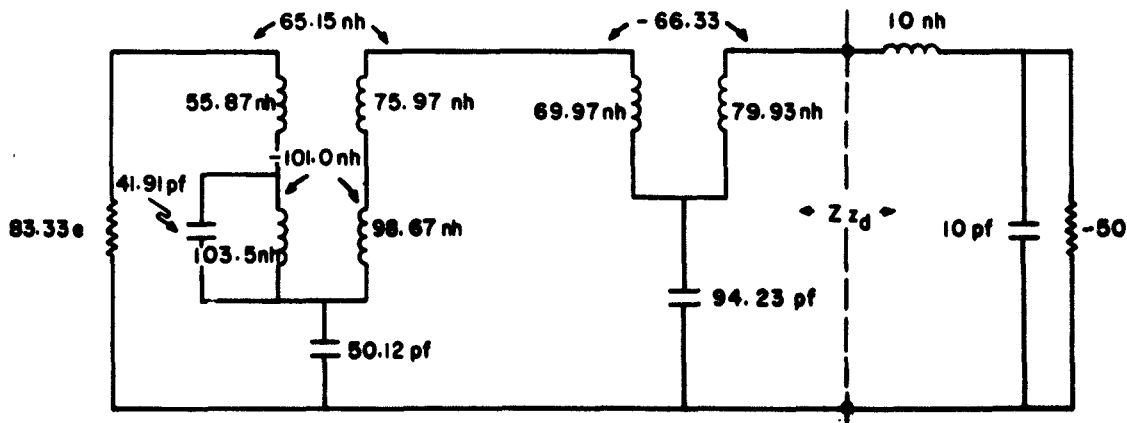 65.15 nh
-66.33
10 nh
55.87 nh
75.97 nh
69.97 nh
79.93 nh
-101.0 nh
41.91 pf
83.33 e
103.5 nh
98.67 nh
Z z_d
10 pf
-50
94.23 pf
50.12 pf